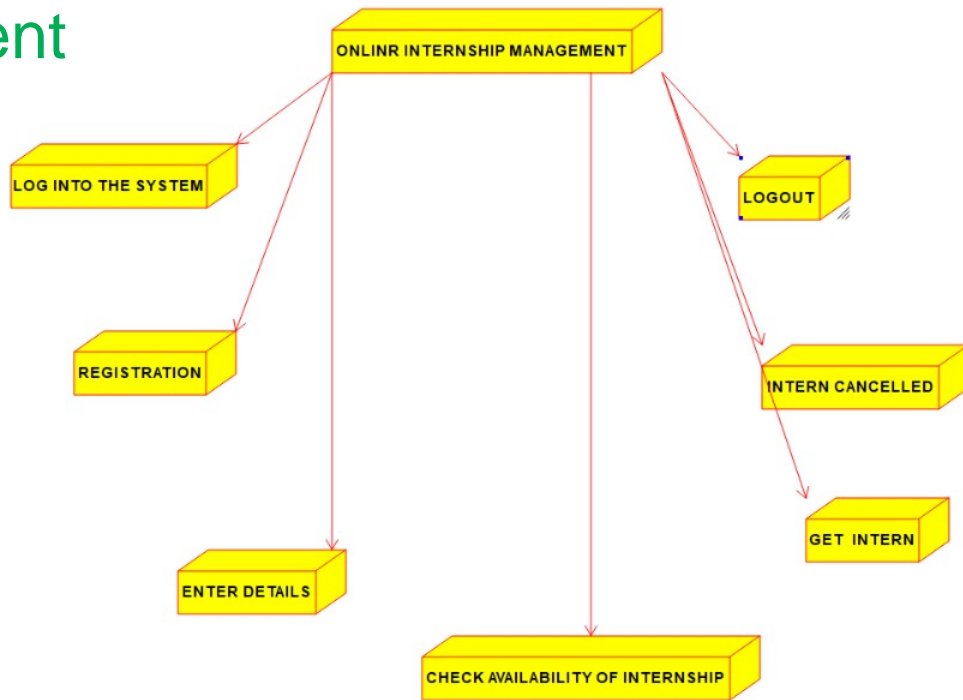 ent
ONLINR INTERNSHIP MANAGEMENT
LOG INTO THE SYSTEM
LOGOUT
REGISTRATION
INTERN CANCELLED
GET INTERN
ENTER DETAILS
CHECK AVAILABILITY OF INTERNSHIP